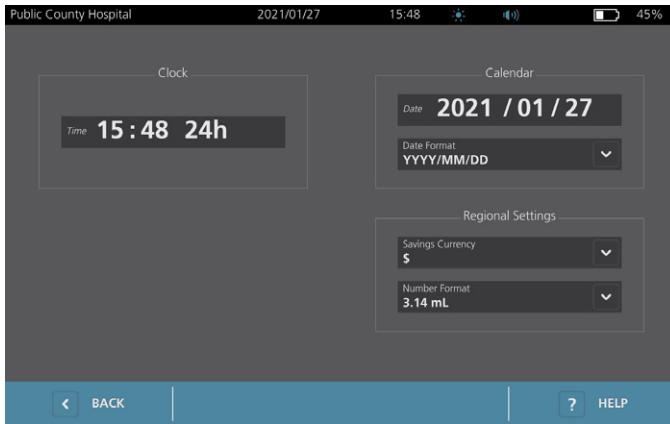 Public County Hospital 2021/01/27 15:48 45%
Clock
Time 15:48 24h
Calendar
Date 2021 / 01 / 27
Date Format
YYYY/MM/DD
Regional Settings
Savings Currency
$
Number Format
3.14 mL
< BACK
? HELP